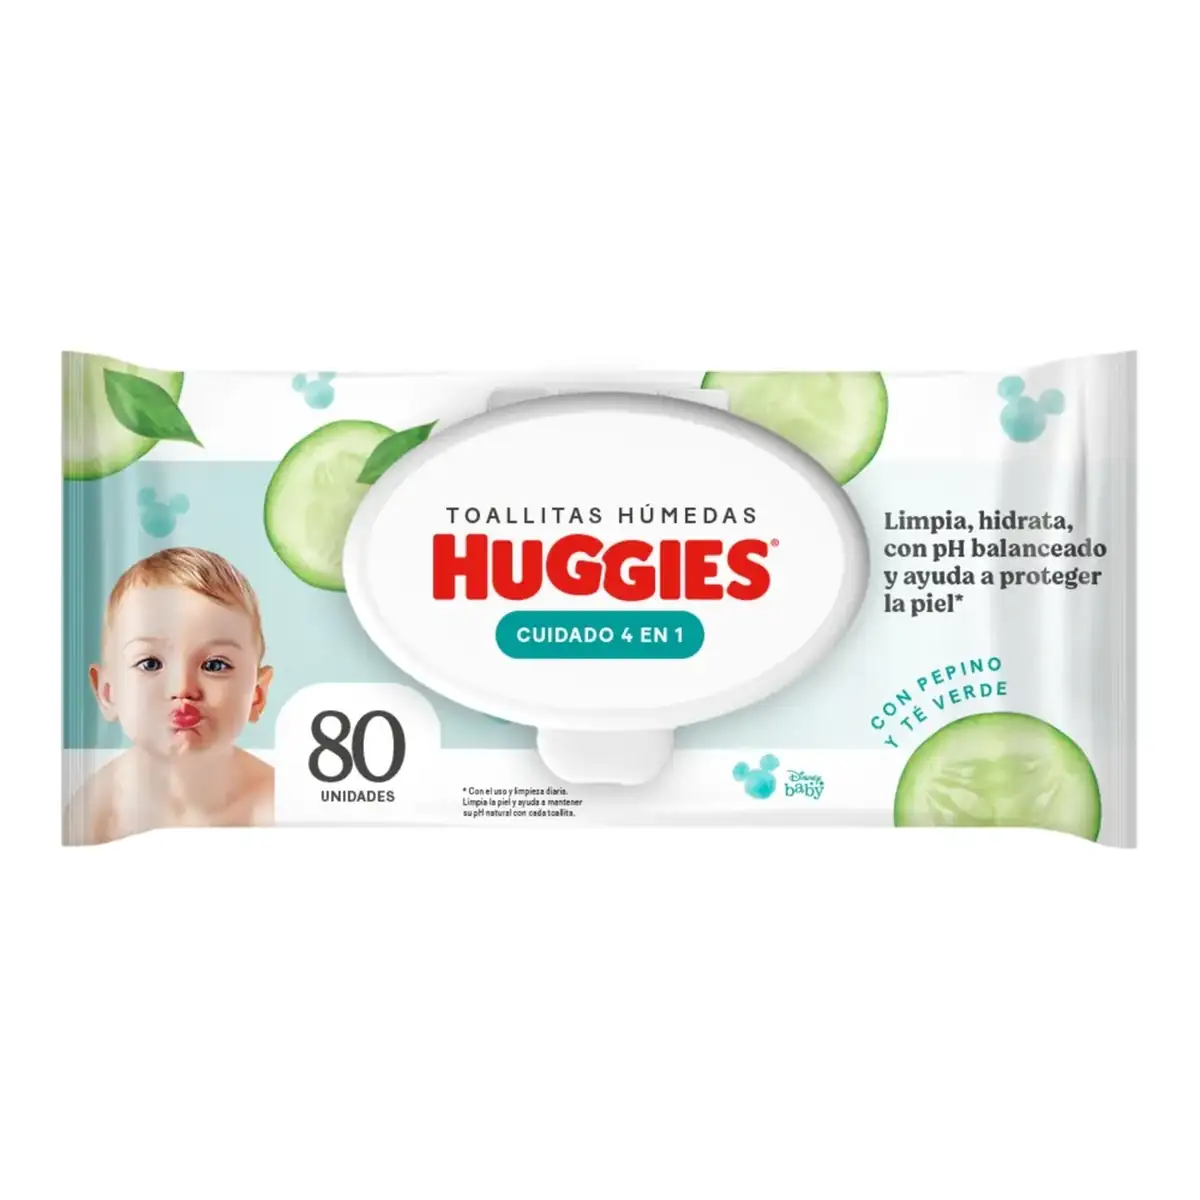 TOALLITAS HÚMEDAS
HUGGIES®
CUIDADO 4 EN 1
Limpia, hidrata,
con pH balanceado
y ayuda a proteger
la piel*
CON PEPINO
Y TÉ VERDE
80
UNIDADES
* Con el uso y limpieza diaria.
Limpia la piel y ayuda a mantener
su pH natural con cada toallita.
Disney
baby